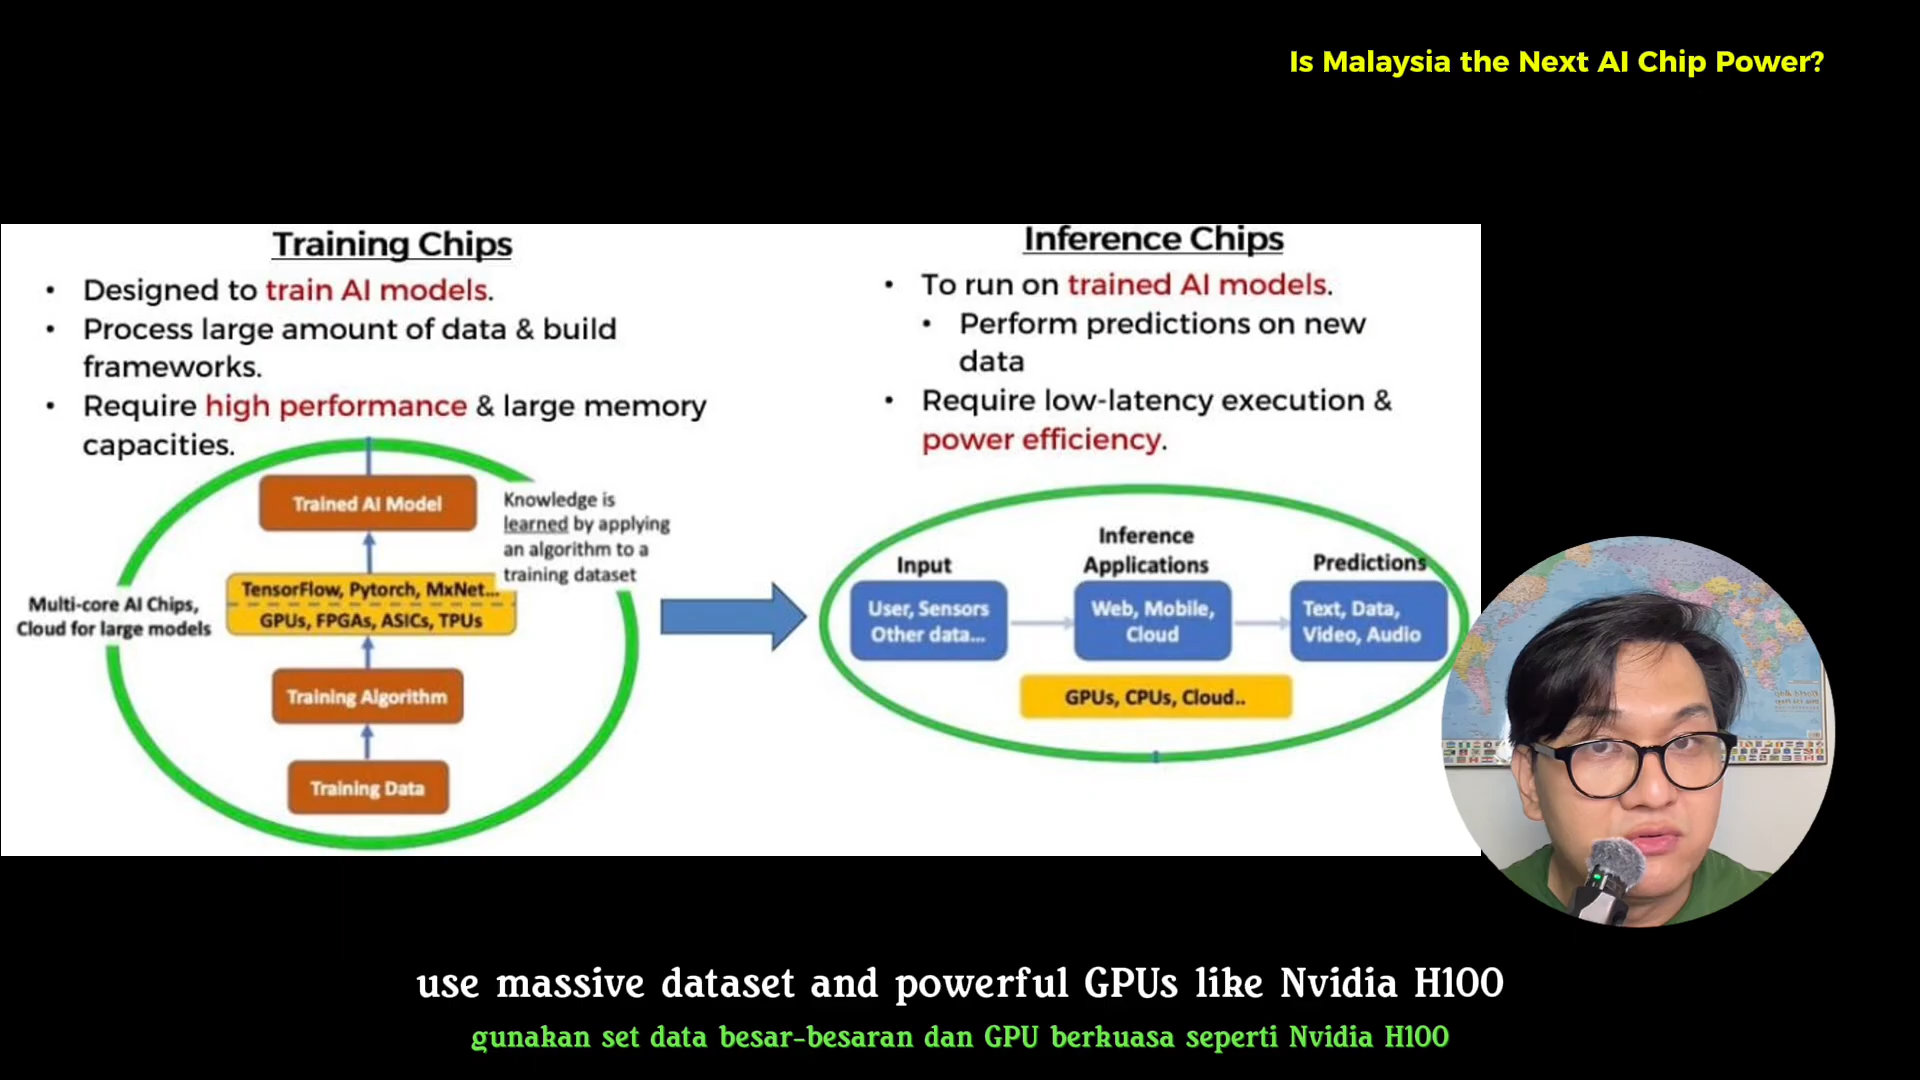 Is Malaysia the Next AI Chip Power?
Training Chips
• Designed to train AI models.
• Process large amount of data & build
frameworks.
• Require high performance & large memory
capacities.
Trained AI Model
Knowledge is
learned by applying
an algorithm to a
training dataset
TensorFlow, Pytorch, MxNet...
GPUs, FPGAs, ASICs, TPUs
Multi-core AI Chips,
Cloud for large models
Training Algorithm
Training Data
Inference Chips
• To run on trained AI models.
• Perform predictions on new
data
• Require low-latency execution &
power efficiency.
Input
User, Sensors
Other data...
Inference
Applications
Web, Mobile,
Cloud
Predictions
Text, Data,
Video, Audio
GPUs, CPUs, Cloud..
use massive dataset and powerful GPUs like Nvidia H100
gunakan set data besar-besaran dan GPU berkuasa seperti Nvidia H100